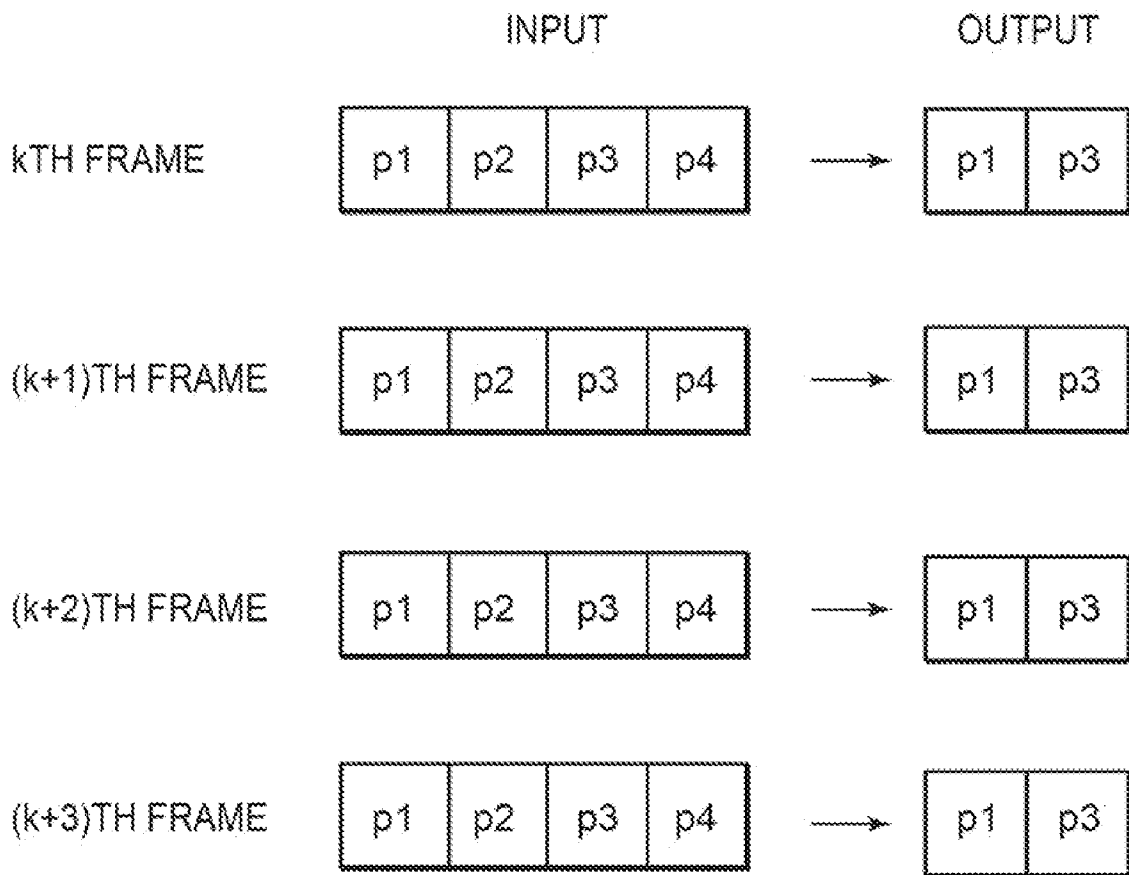 INPUT OUTPUT
kTH FRAME p1 p2 p3 p4 p1 p3
(k+1)TH FRAME p1 p2 p3 p4 p1 p3
(k+2)TH FRAME p1 p2 p3 p4 p1 p3
(k+3)TH FRAME p1 p2 p3 p4 p1 p3